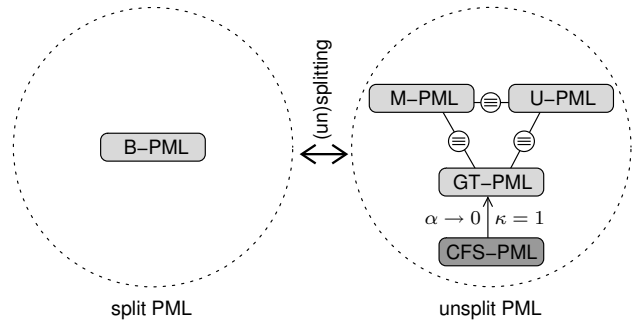 (un)splitting
M−PML
≡
U−PML
B−PML
≡
≡
GT−PML
α → 0
κ = 1
CFS−PML
split PML
unsplit PML